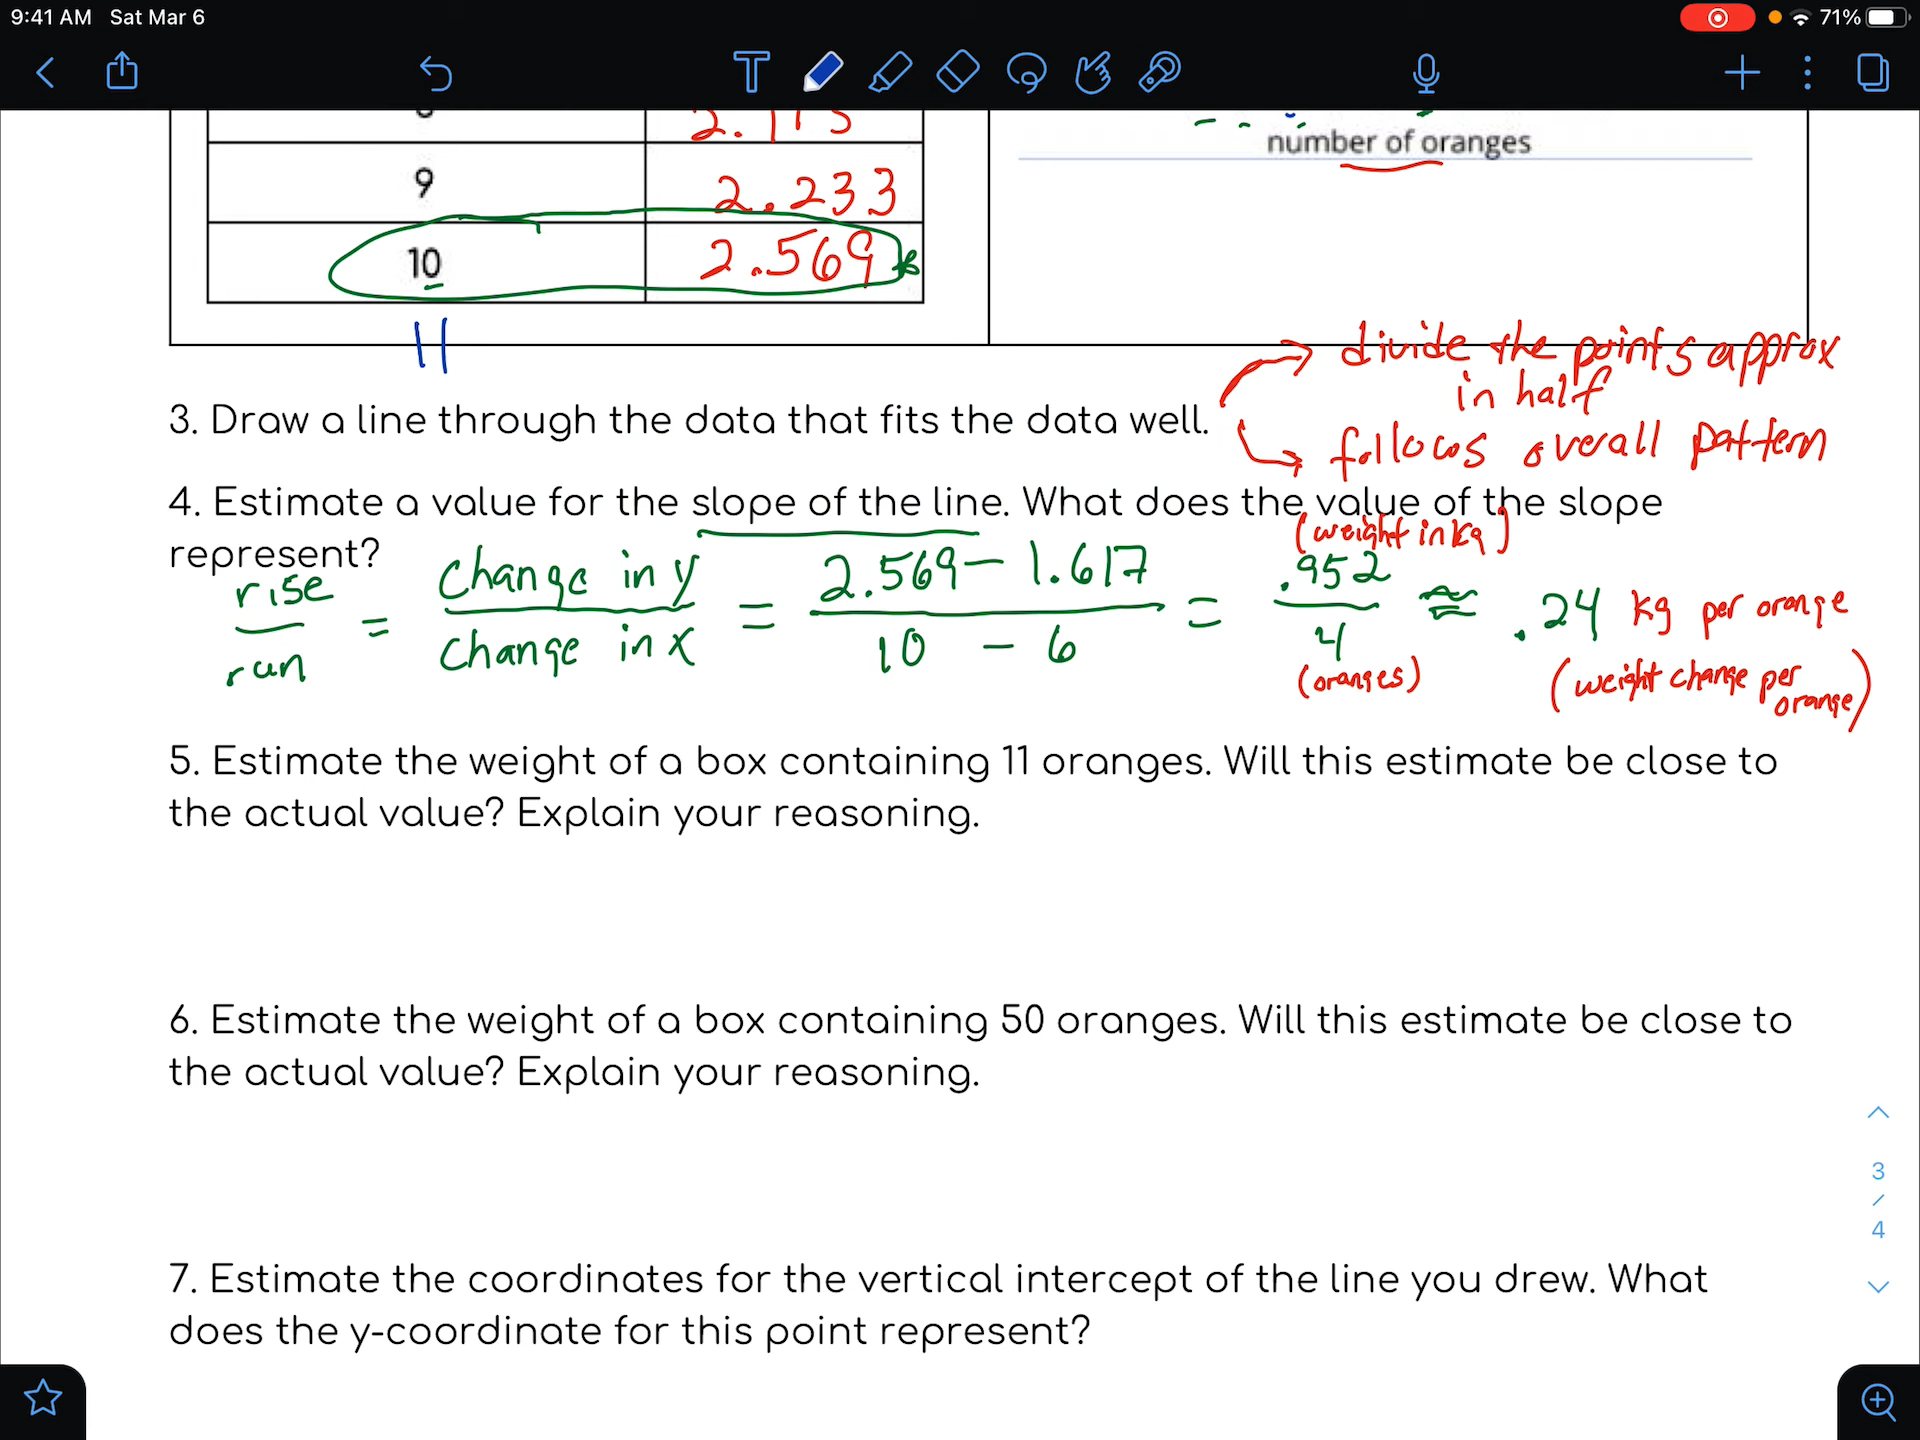 9:41 AM Sat Mar 6
71%
number of oranges
9 2.233
10 2.569
11
divide the points approx
in half
3. Draw a line through the data that fits the data well.
follows overall pattern
4. Estimate a value for the slope of the line. What does the value of the slope
represent?
(weight in kg)
rise
run
=
change in y
change in x
=
2.569 - 1.617
10 - 6
=
.952
4
(oranges)
≈ .24 kg per orange
(weight change per
orange)
5. Estimate the weight of a box containing 11 oranges. Will this estimate be close to
the actual value? Explain your reasoning.
6. Estimate the weight of a box containing 50 oranges. Will this estimate be close to
the actual value? Explain your reasoning.
3
/
4
7. Estimate the coordinates for the vertical intercept of the line you drew. What
does the y-coordinate for this point represent?